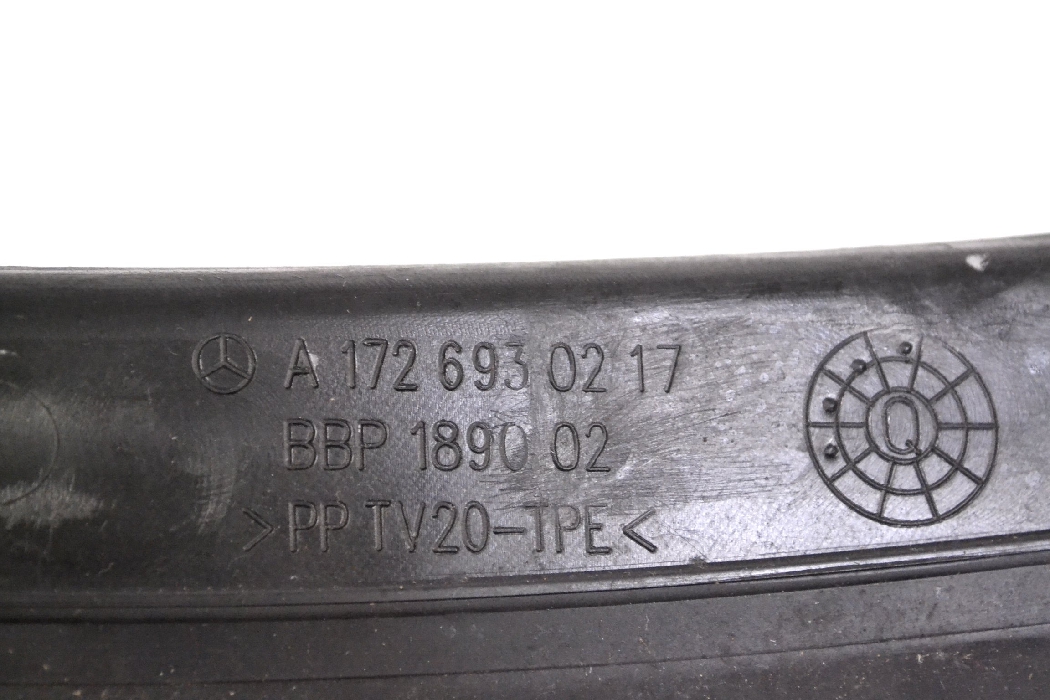 A 172 693 02 17
BBP 1890 02
>PP TV20-TPE<